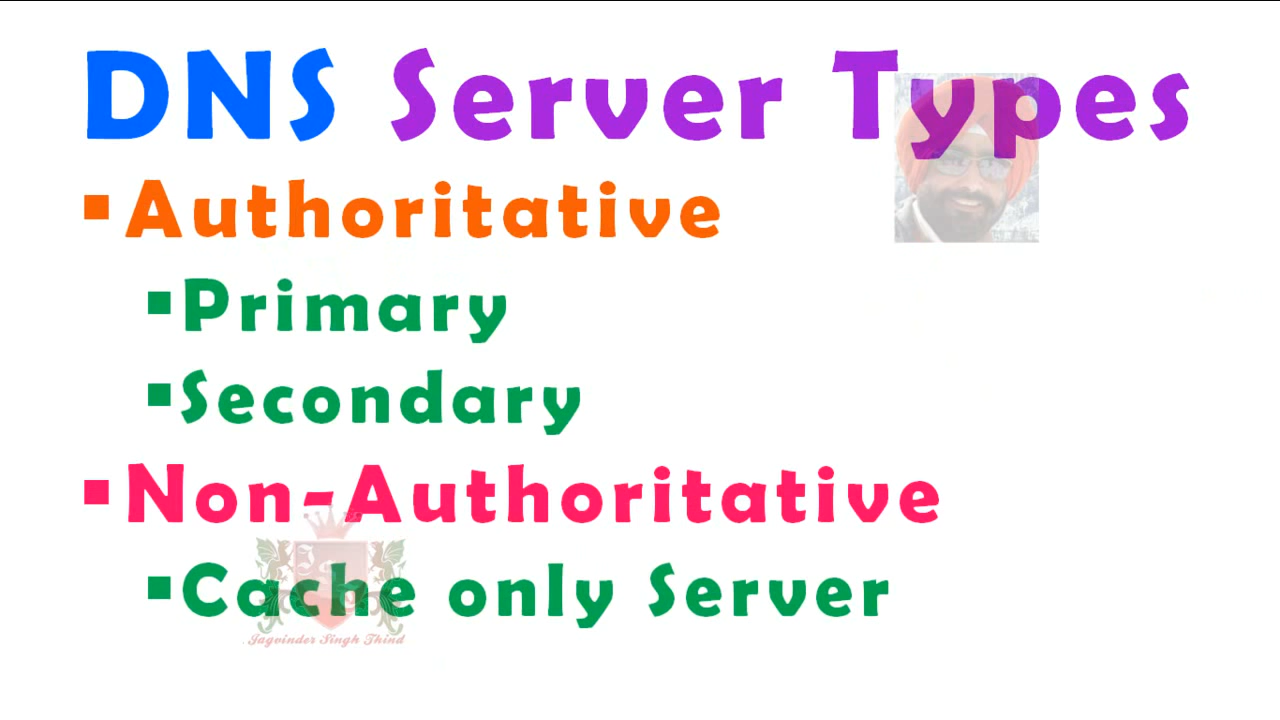 DNS Server Types
▪Authoritative
▪Primary
▪Secondary
▪Non-Authoritative
▪Cache only Server
Jagvinder Singh Thind